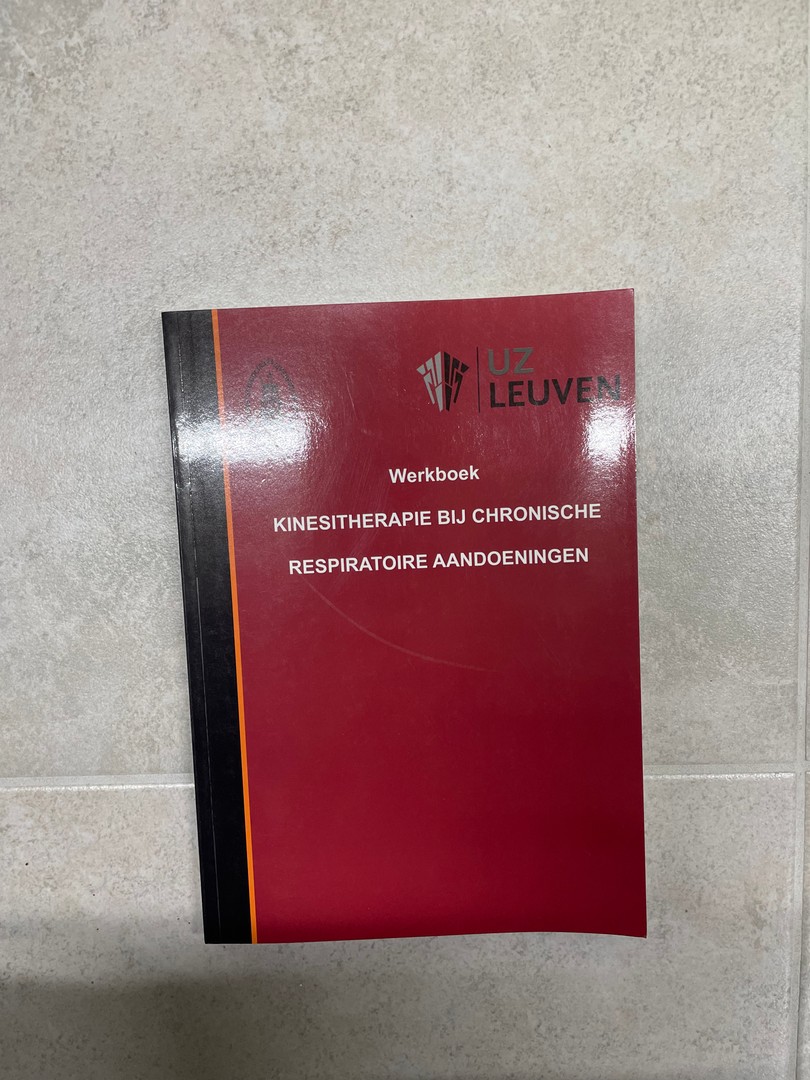 UZ
LEUVEN
Werkboek
KINESITHERAPIE BIJ CHRONISCHE
RESPIRATOIRE AANDOENINGEN